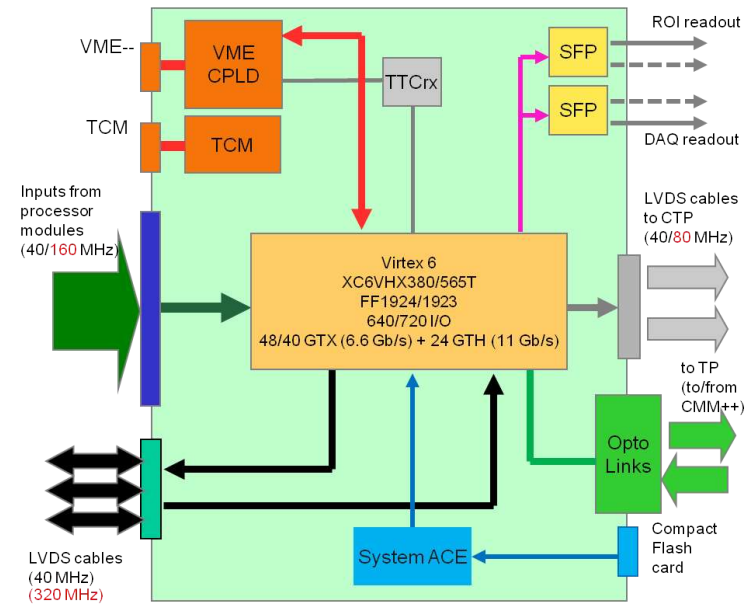 VME--
VME
CPLD
TTCrx
SFP
ROI readout
SFP
DAQ readout
TCM
TCM
Inputs from
processor
modules
(40/160 MHz)
LVDS cables
to CTP
(40/80 MHz)
Virtex 6
XC6VHX380/565T
FF1924/1923
640/720 I/O
48/40 GTX (6.6 Gb/s) + 24 GTH (11 Gb/s)
to TP
(to/from
CMM++)
Opto
Links
LVDS cables
(40 MHz)
(320 MHz)
System ACE
Compact
Flash
card